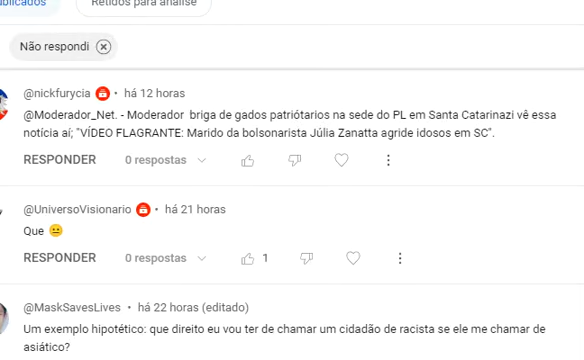 ublicados
Retidos para análise
Não respondi
@nickfurycia • há 12 horas
@Moderador_Net. - Moderador briga de gados patriótarios na sede do PL em Santa Catarinazi vê essa
notícia aí; "VÍDEO FLAGRANTE: Marido da bolsonarista Júlia Zanatta agride idosos em SC".
RESPONDER 0 respostas
@UniversoVisionario • há 21 horas
Que 😐
RESPONDER 0 respostas 1
@MaskSavesLives • há 22 horas (editado)
Um exemplo hipotético: que direito eu vou ter de chamar um cidadão de racista se ele me chamar de
asiático?